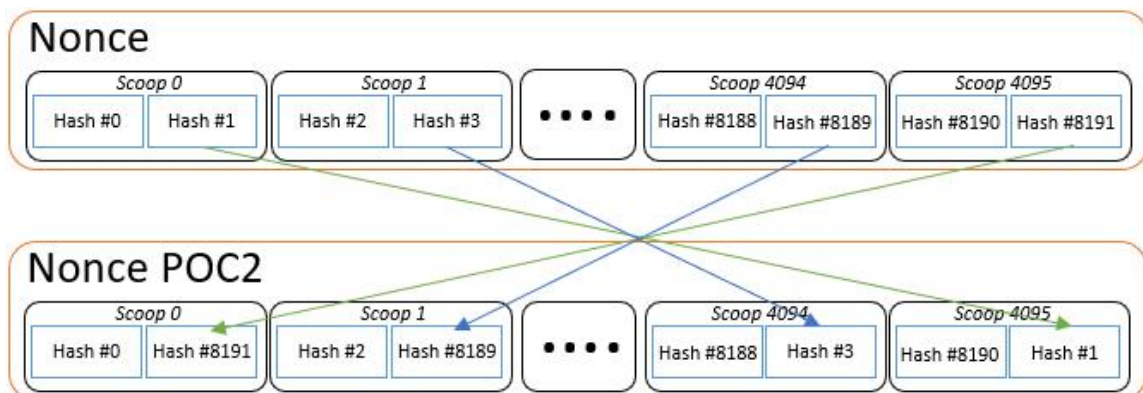 Nonce
Scoop 0 Scoop 1 Scoop 4094 Scoop 4095
Hash #0 Hash #1 Hash #2 Hash #3 .... Hash #8188 Hash #8189 Hash #8190 Hash #8191
Nonce POC2
Scoop 0 Scoop 1 Scoop 4094 Scoop 4095
Hash #0 Hash #8191 Hash #2 Hash #8189 .... Hash #8188 Hash #3 Hash #8190 Hash #1